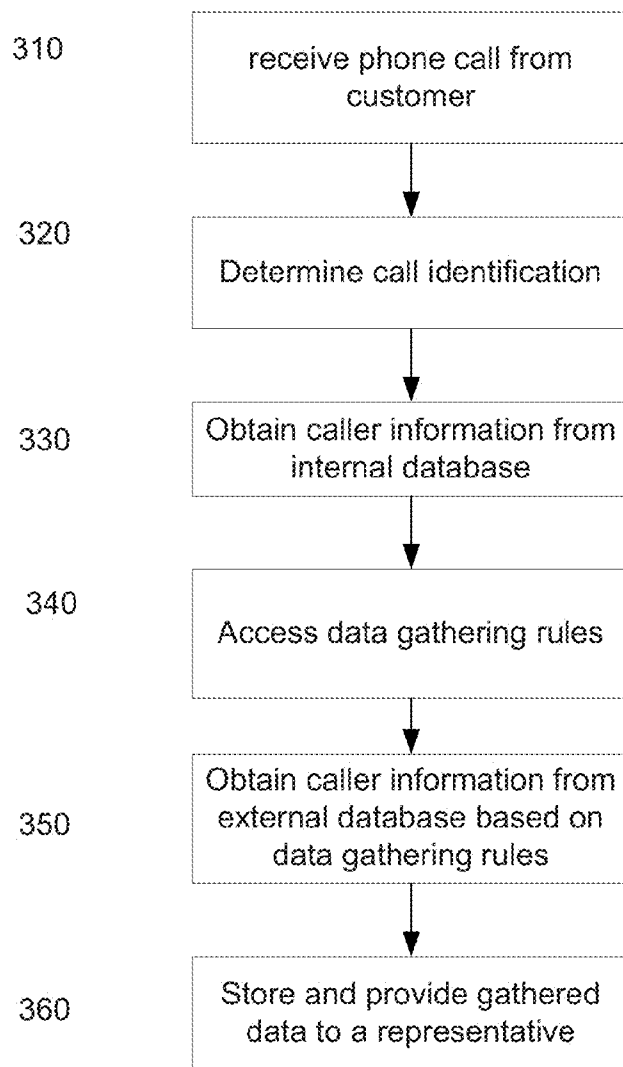 310
receive phone call from
customer
320
Determine call identification
330
Obtain caller information from
internal database
340
Access data gathering rules
350
Obtain caller information from
external database based on
data gathering rules
360
Store and provide gathered
data to a representative